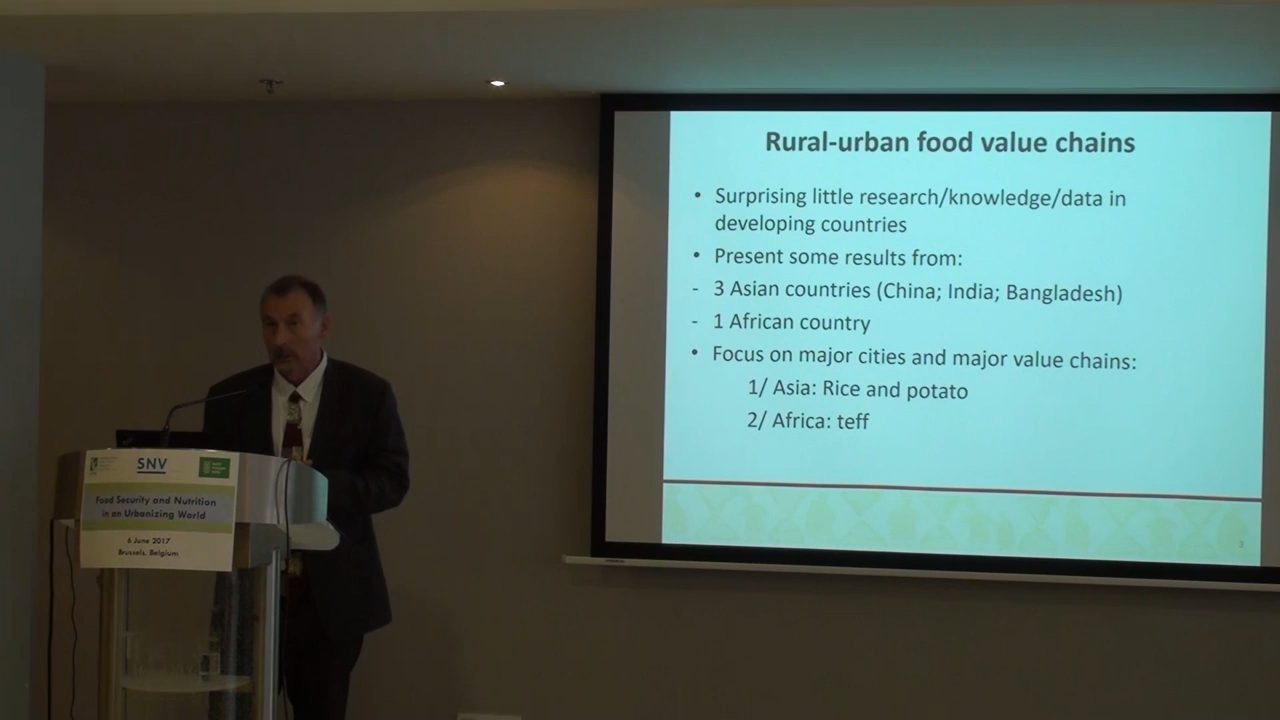 Rural-urban food value chains
• Surprising little research/knowledge/data in
developing countries
• Present some results from:
- 3 Asian countries (China; India; Bangladesh)
- 1 African country
• Focus on major cities and major value chains:
1/ Asia: Rice and potato
2/ Africa: teff
3
SNV
Food Security and Nutrition
in an Urbanizing World
6 June 2017
Brussels, Belgium